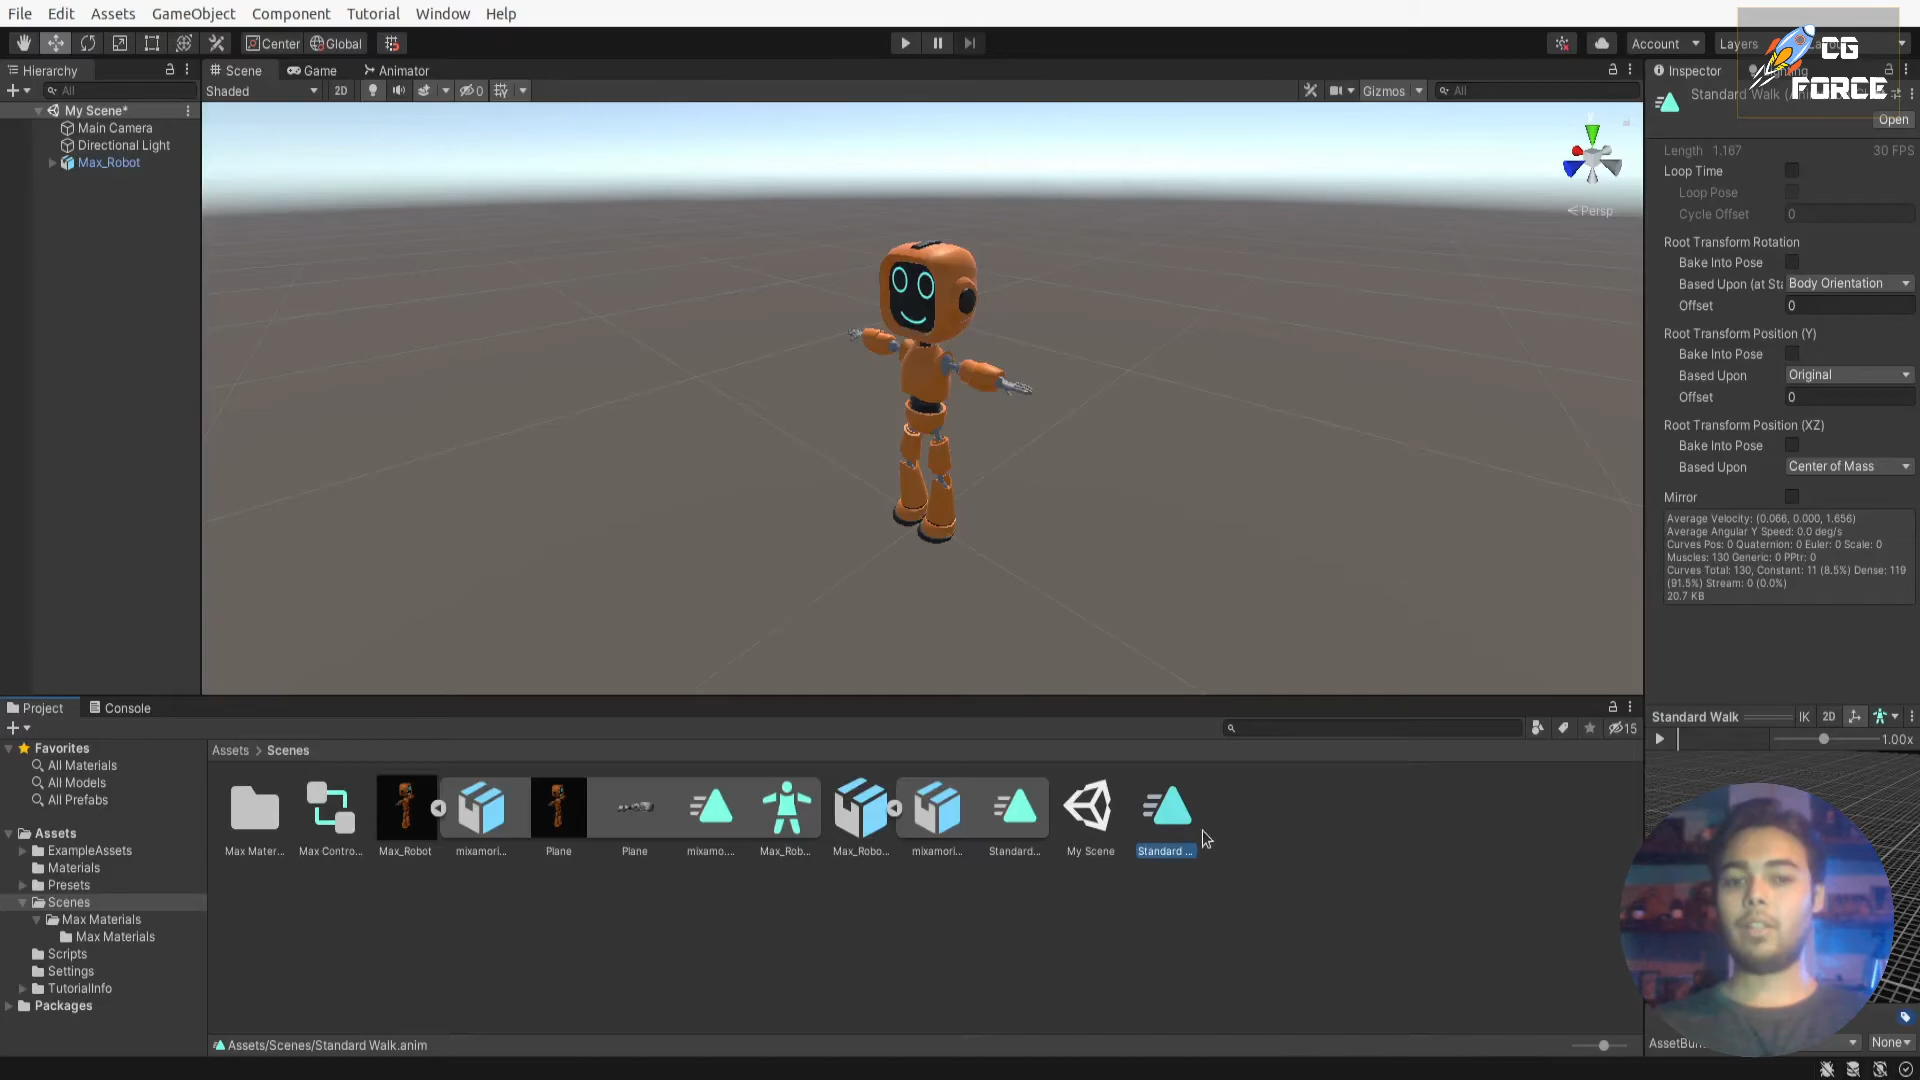 File Edit Assets GameObject Component Tutorial Window Help
Center Global
Account
Layers
CG
FORCE
Hierarchy
All
My Scene*
Main Camera
Directional Light
Max_Robot
Scene Game Animator
Shaded 2D 0 Gizmos All
Persp
Inspector
Standard Walk
Open
Length 1.167 30 FPS
Loop Time
Loop Pose
Cycle Offset 0
Root Transform Rotation
Bake Into Pose
Based Upon (at Sta Body Orientation
Offset 0
Root Transform Position (Y)
Bake Into Pose
Based Upon Original
Offset 0
Root Transform Position (XZ)
Bake Into Pose
Based Upon Center of Mass
Mirror
Average Velocity: (0.066, 0.000, 1.656)
Average Angular Y Speed: 0.0 deg/s
Curves Pos: 0 Quaternion: 0 Euler: 0 Scale: 0
Muscles: 130 Generic: 0 PPtr: 0
Curves Total: 130, Constant: 11 (8.5%) Dense: 119
(91.5%) Stream: 0 (0.0%)
20.7 KB
Project Console
15
Favorites
All Materials
All Models
All Prefabs
Assets
ExampleAssets
Materials
Presets
Scenes
Max Materials
Max Materials
Scripts
Settings
TutorialInfo
Packages
Assets > Scenes
Max Mater... Max Contro... Max_Robot mixamori... Plane Plane mixamo.... Max_Rob... Max_Robo... mixamori... Standard... My Scene Standard ...
Assets/Scenes/Standard Walk.anim
Standard Walk IK 2D
1.00x
None